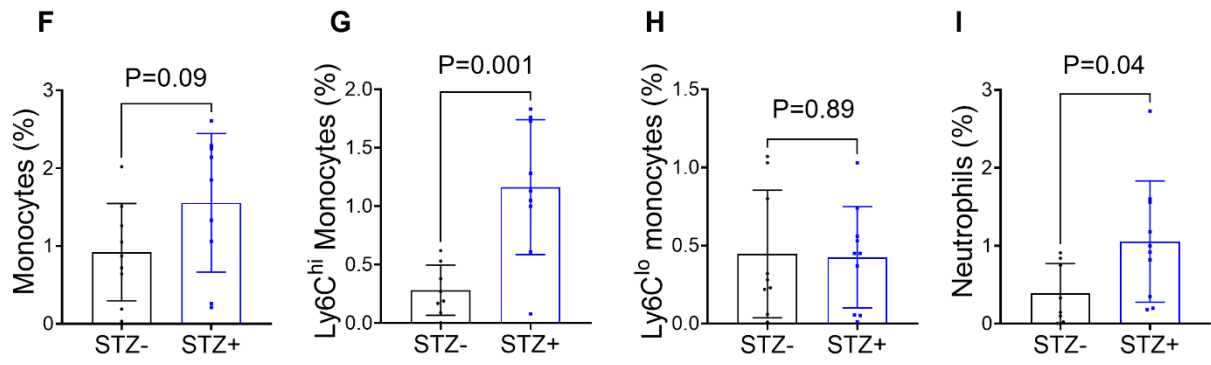 F
P=0.09
Monocytes (%)
3
2
1
0
STZ-
STZ+
G
P=0.001
Ly6Chi Monocytes (%)
2.0
1.5
1.0
0.5
0.0
STZ-
STZ+
H
P=0.89
Ly6Clo monocytes (%)
1.5
1.0
0.5
0.0
STZ-
STZ+
I
P=0.04
Neutrophils (%)
3
2
1
0
STZ-
STZ+